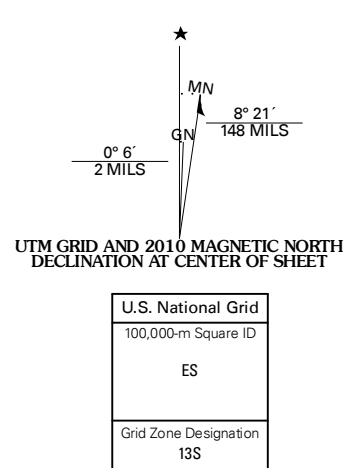 MN
8° 21´
148 MILS
GN
0° 6´
2 MILS
UTM GRID AND 2010 MAGNETIC NORTH
DECLINATION AT CENTER OF SHEET
U.S. National Grid
100,000-m Square ID
ES
Grid Zone Designation
13S